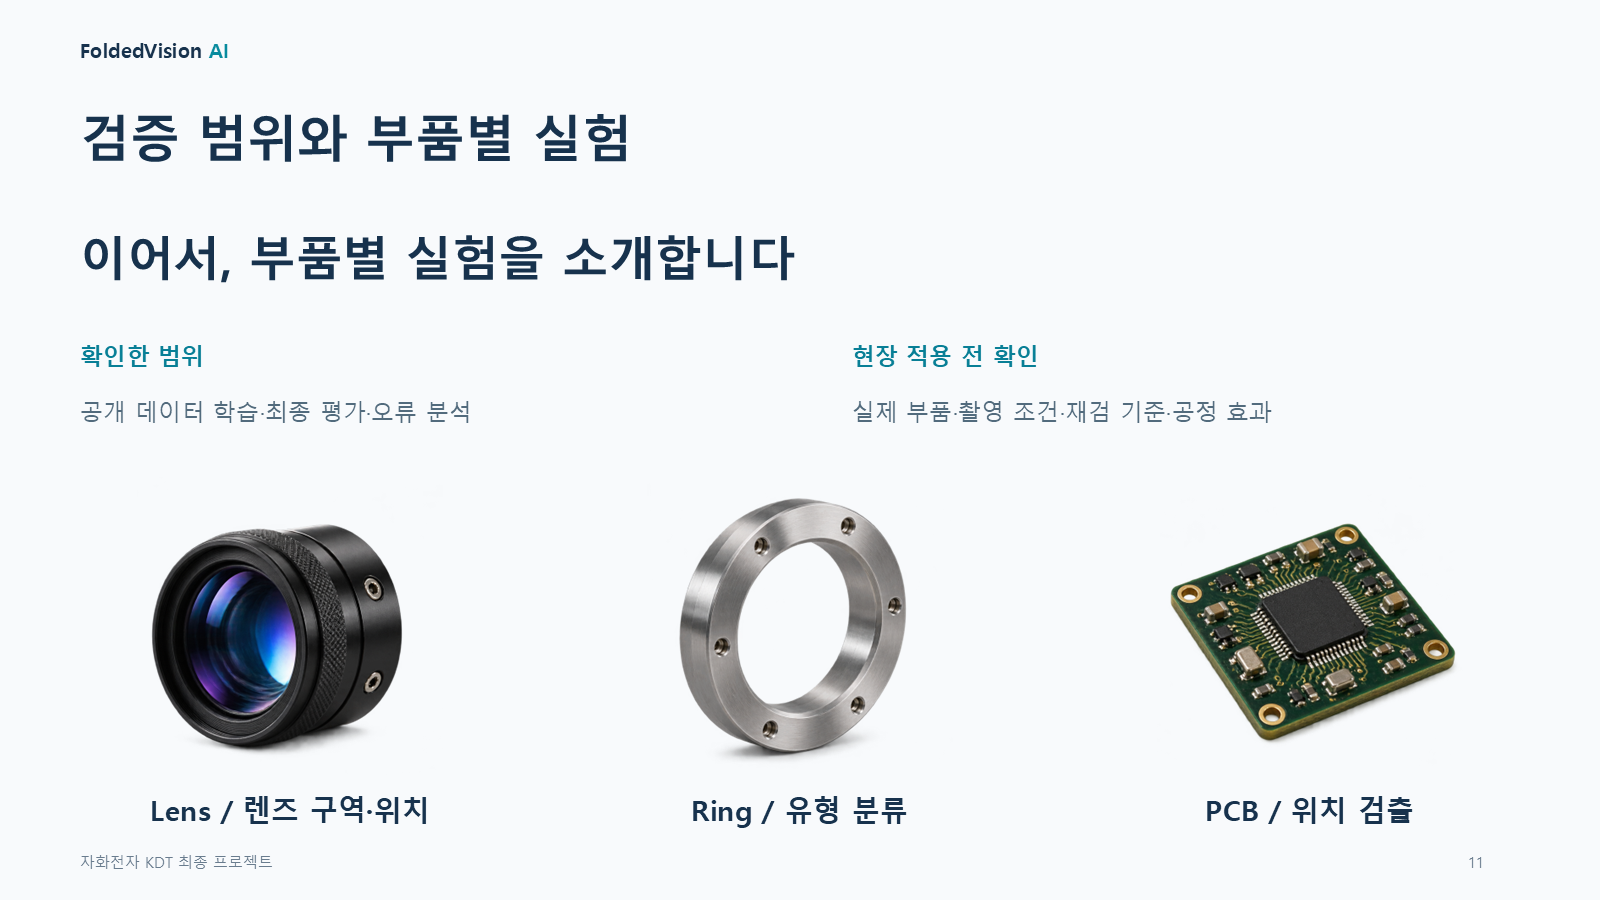 FoldedVision AI
검증 범위와 부품별 실험
이어서, 부품별 실험을 소개합니다
확인한 범위
현장 적용 전 확인
공개 데이터 학습·최종 평가·오류 분석
실제 부품·촬영 조건·재검 기준·공정 효과
Lens / 렌즈 구역·위치
Ring / 유형 분류
PCB / 위치 검출
자화전자 KDT 최종 프로젝트
11